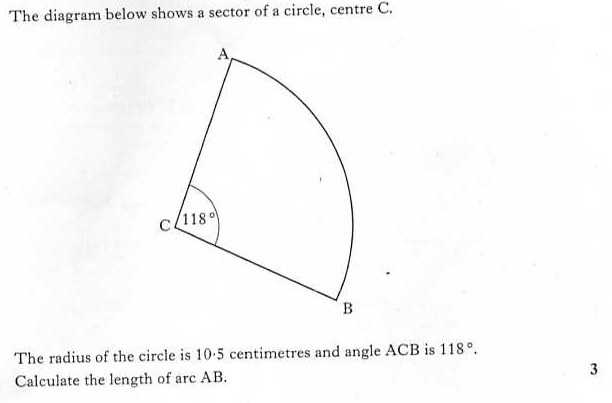 The diagram below shows a sector of a circle, centre C.
A
C 118°
B
The radius of the circle is 10·5 centimetres and angle ACB is 118°.
Calculate the length of arc AB.
3